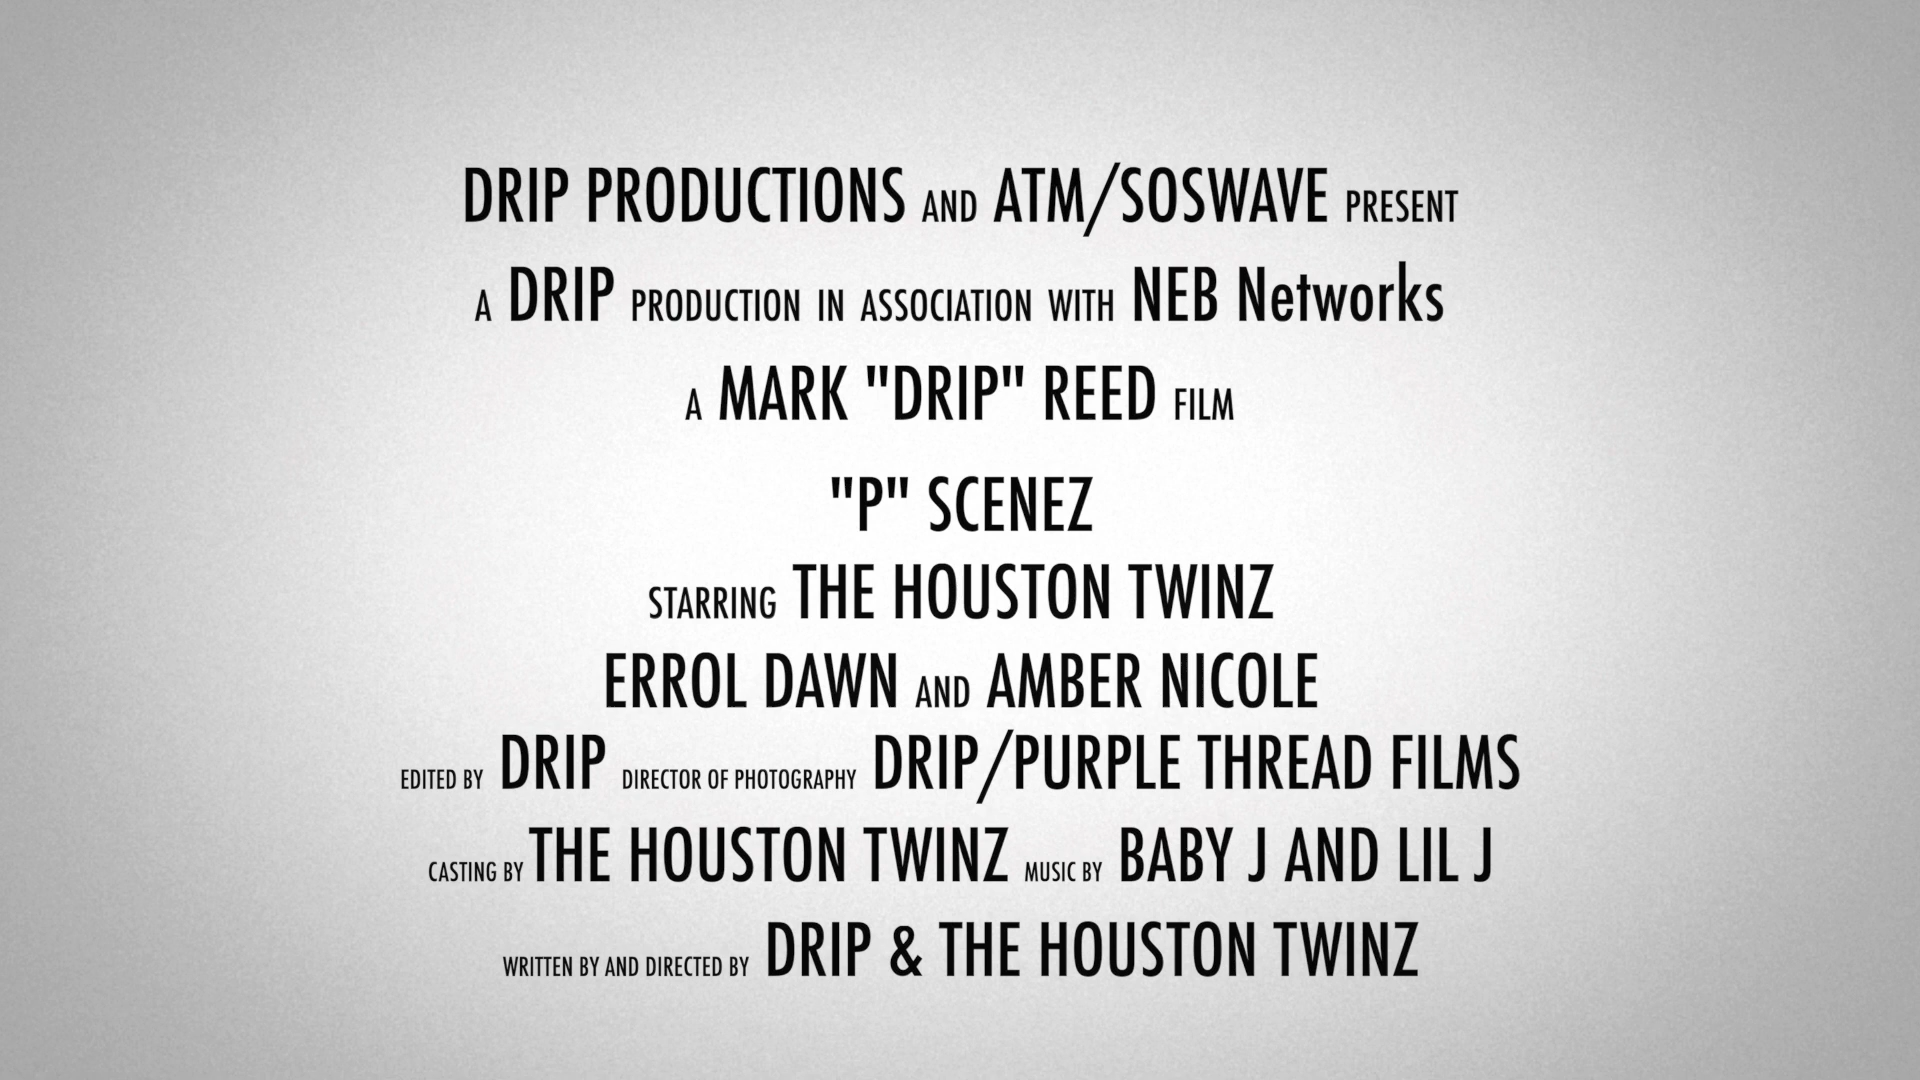 DRIP PRODUCTIONS AND ATM/SOSWAVE PRESENT
A DRIP PRODUCTION IN ASSOCIATION WITH NEB Networks
A MARK "DRIP" REED FILM
"P" SCENEZ
STARRING THE HOUSTON TWINZ
ERROL DAWN AND AMBER NICOLE
EDITED BY DRIP DIRECTOR OF PHOTOGRAPHY DRIP/PURPLE THREAD FILMS
CASTING BY THE HOUSTON TWINZ MUSIC BY BABY J AND LIL J
WRITTEN BY AND DIRECTED BY DRIP & THE HOUSTON TWINZ